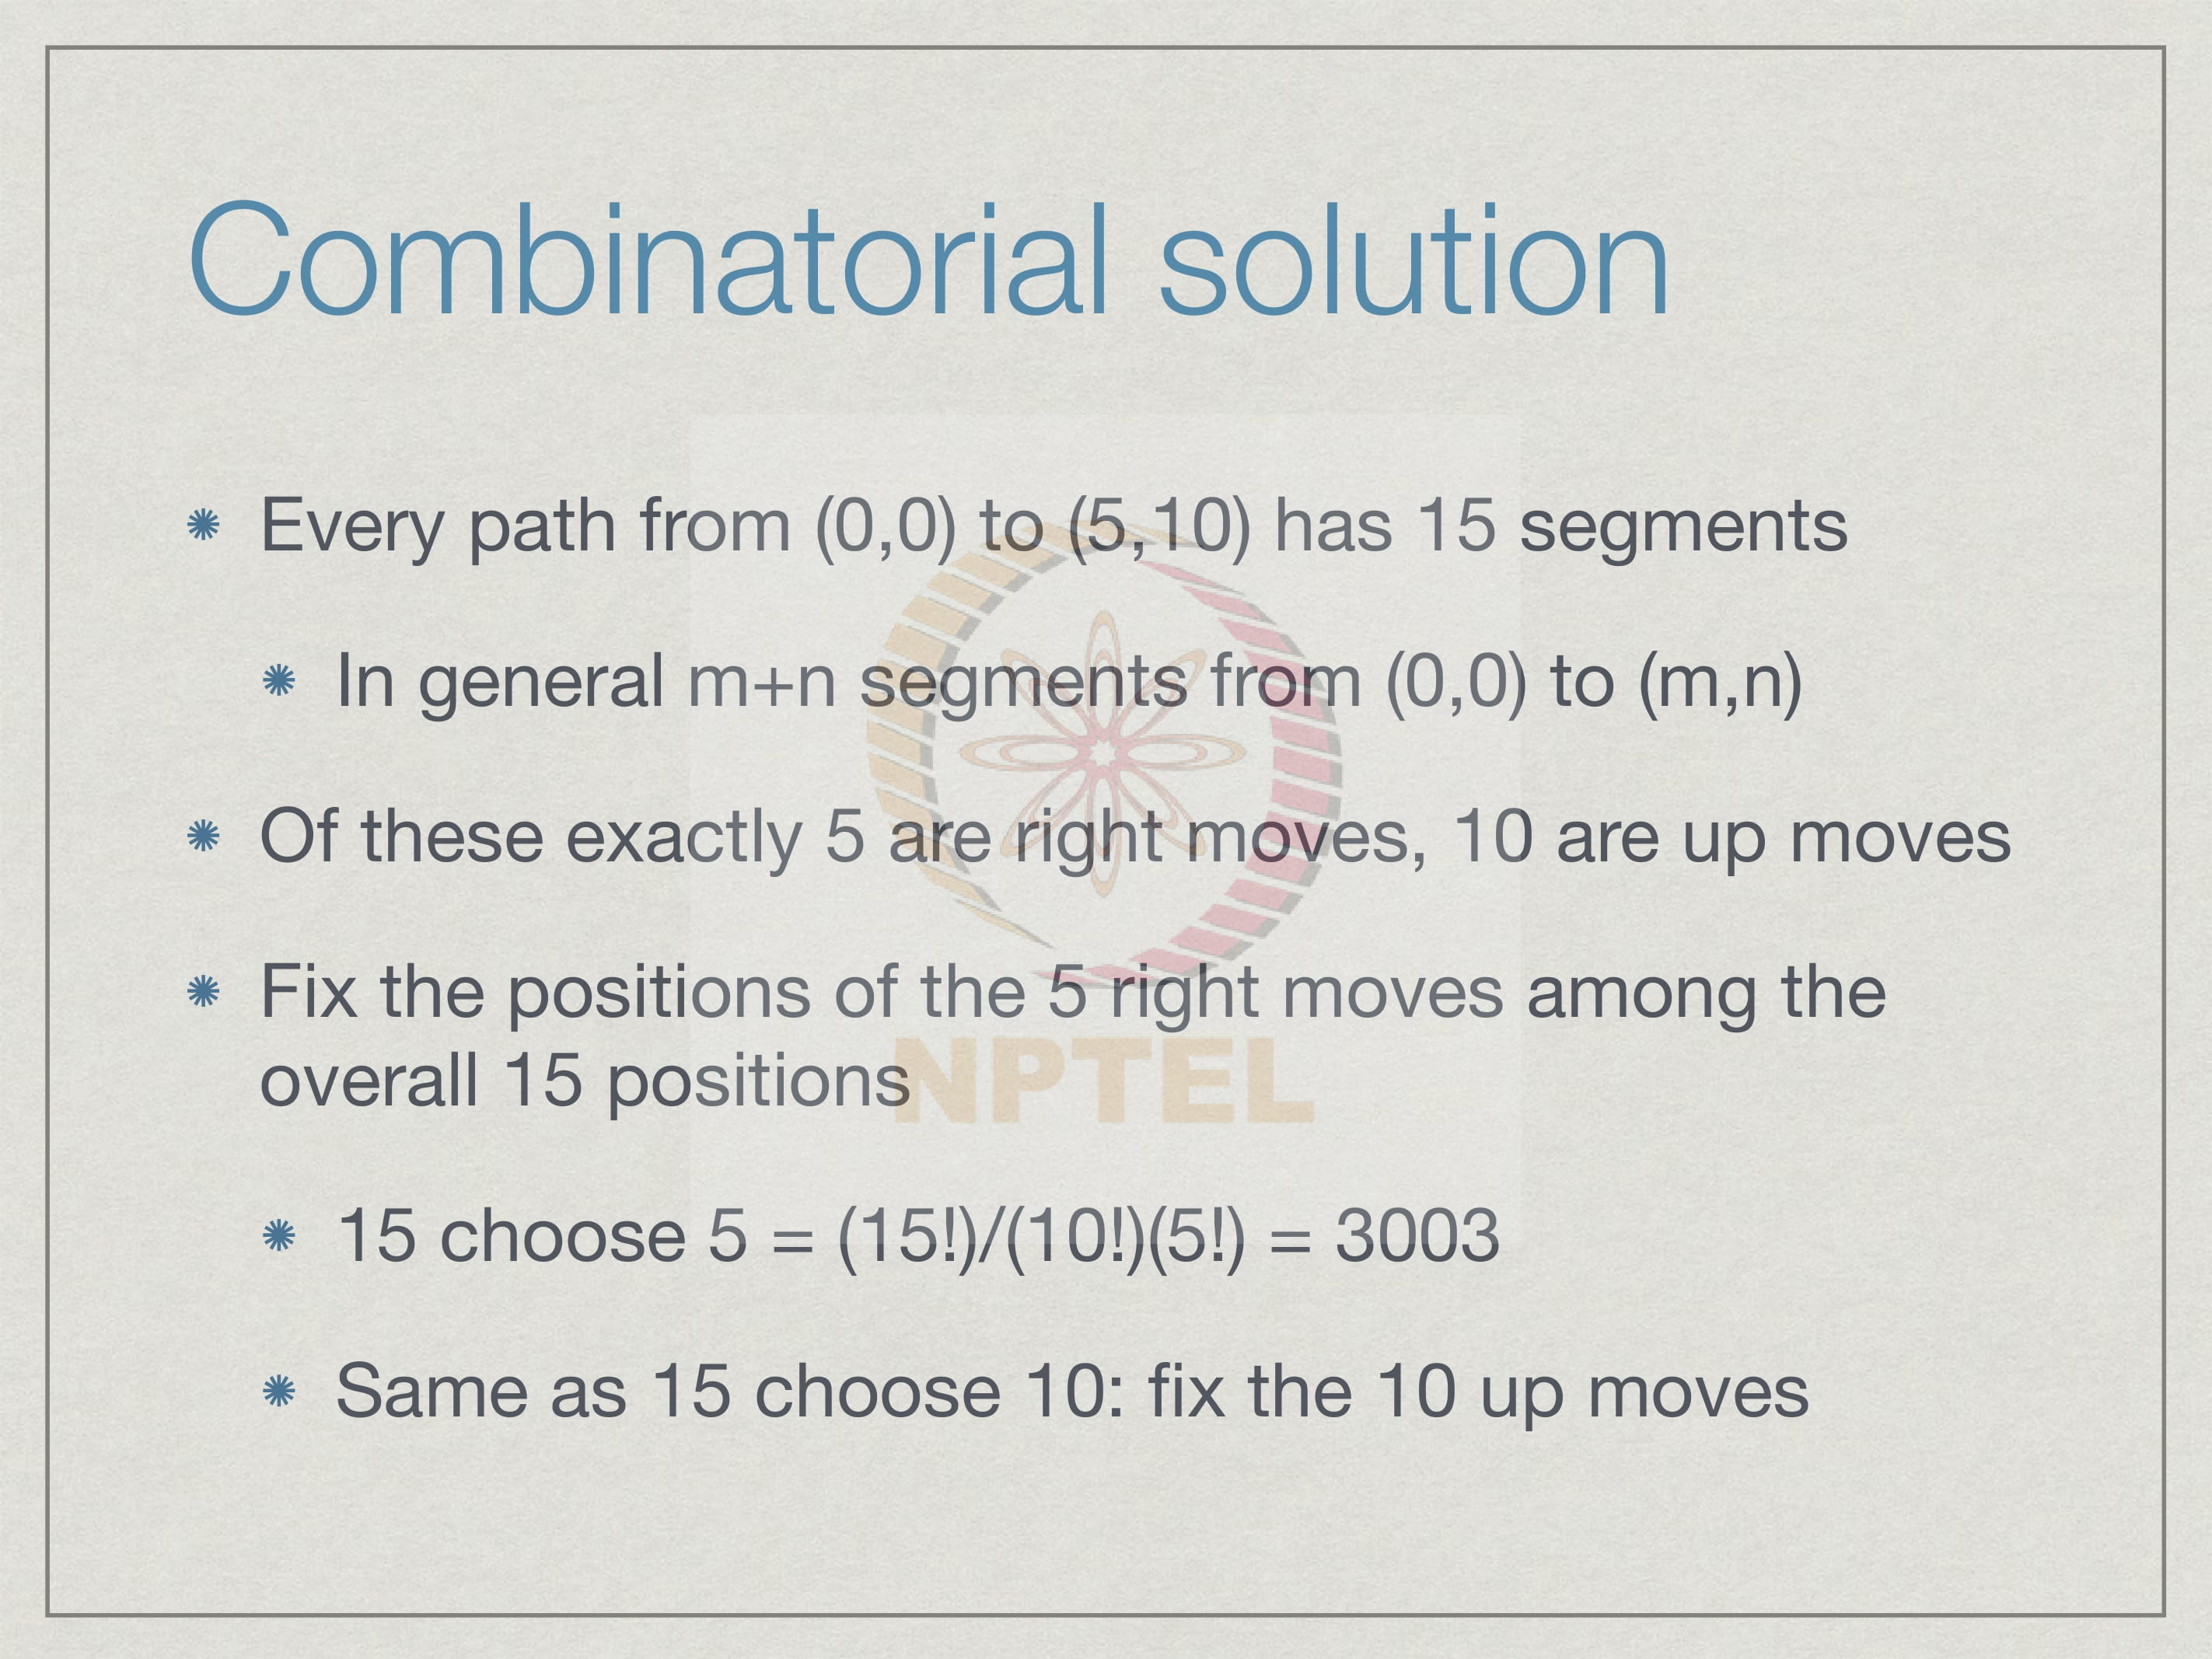 Combinatorial solution
Every path from (0,0) to (5,10) has 15 segments
In general m+n segments from (0,0) to (m,n)
Of these exactly 5 are right moves, 10 are up moves
Fix the positions of the 5 right moves among the
overall 15 positions
NPTEL
15 choose 5 = (15!)/(10!)(5!) = 3003
Same as 15 choose 10: fix the 10 up moves